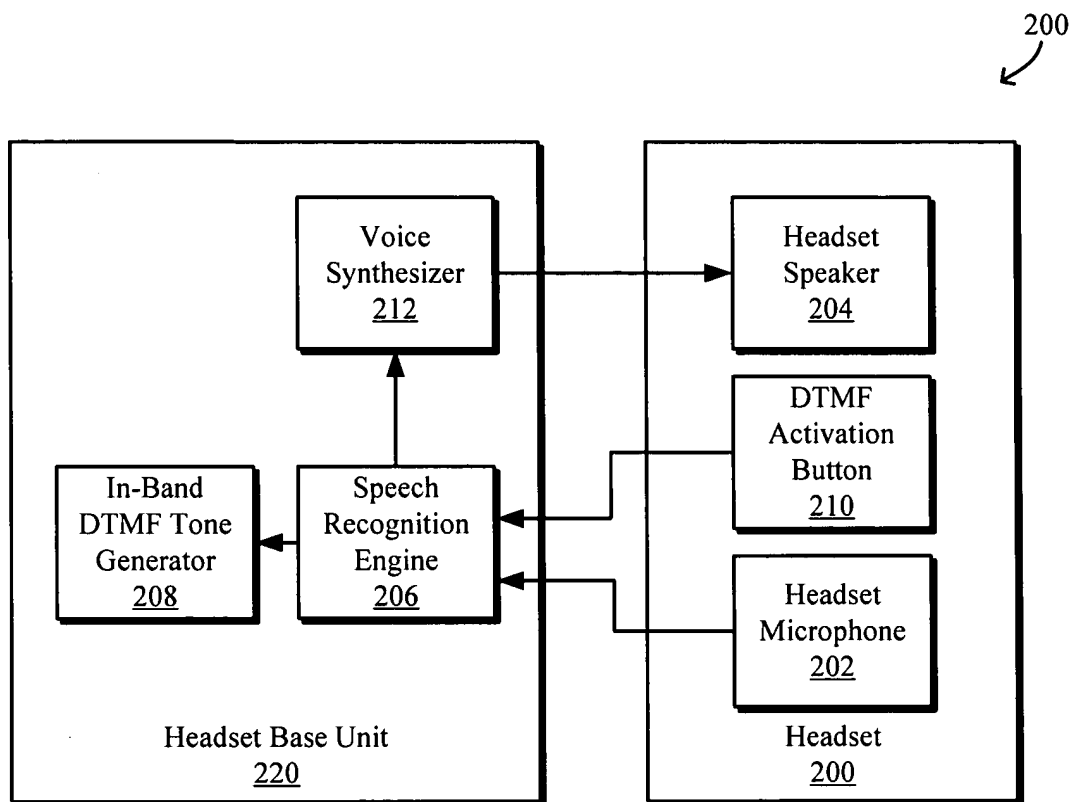 200
Voice
Synthesizer
212
Headset
Speaker
204
DTMF
Activation
Button
210
In-Band
DTMF Tone
Generator
208
Speech
Recognition
Engine
206
Headset
Microphone
202
Headset Base Unit
220
Headset
200